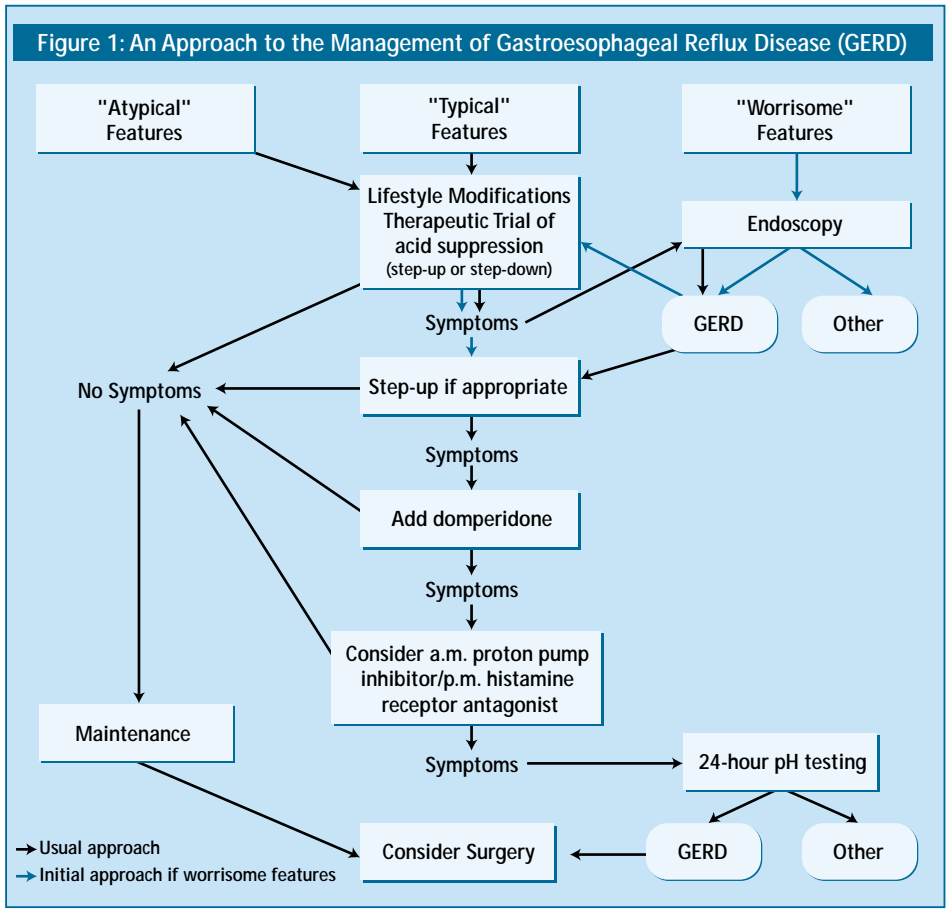 Figure 1: An Approach to the Management of Gastroesophageal Reflux Disease (GERD)
"Atypical"
Features
"Typical"
Features
"Worrisome"
Features
Lifestyle Modifications
Therapeutic Trial of
acid suppression
(step-up or step-down)
Endoscopy
Symptoms
GERD
Other
No Symptoms
Step-up if appropriate
Symptoms
Add domperidone
Symptoms
Consider a.m. proton pump
inhibitor/p.m. histamine
receptor antagonist
Maintenance
Symptoms
24-hour pH testing
Consider Surgery
GERD
Other
Usual approach
Initial approach if worrisome features